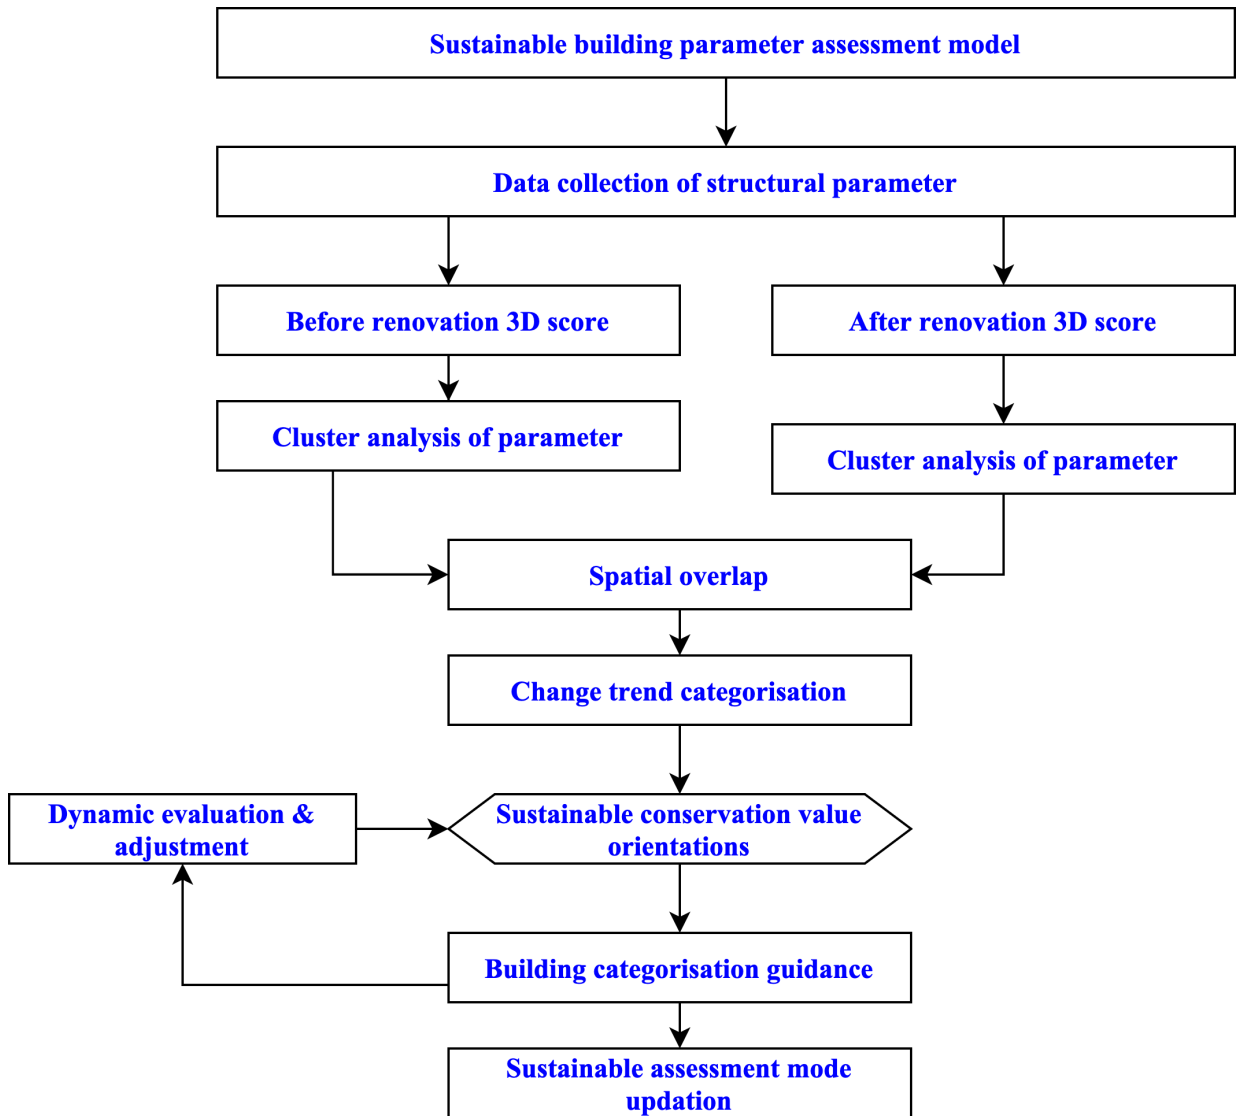 Sustainable building parameter assessment model
Data collection of structural parameter
Before renovation 3D score
After renovation 3D score
Cluster analysis of parameter
Cluster analysis of parameter
Spatial overlap
Change trend categorisation
Dynamic evaluation &
adjustment
Sustainable conservation value
orientations
Building categorisation guidance
Sustainable assessment mode
updation